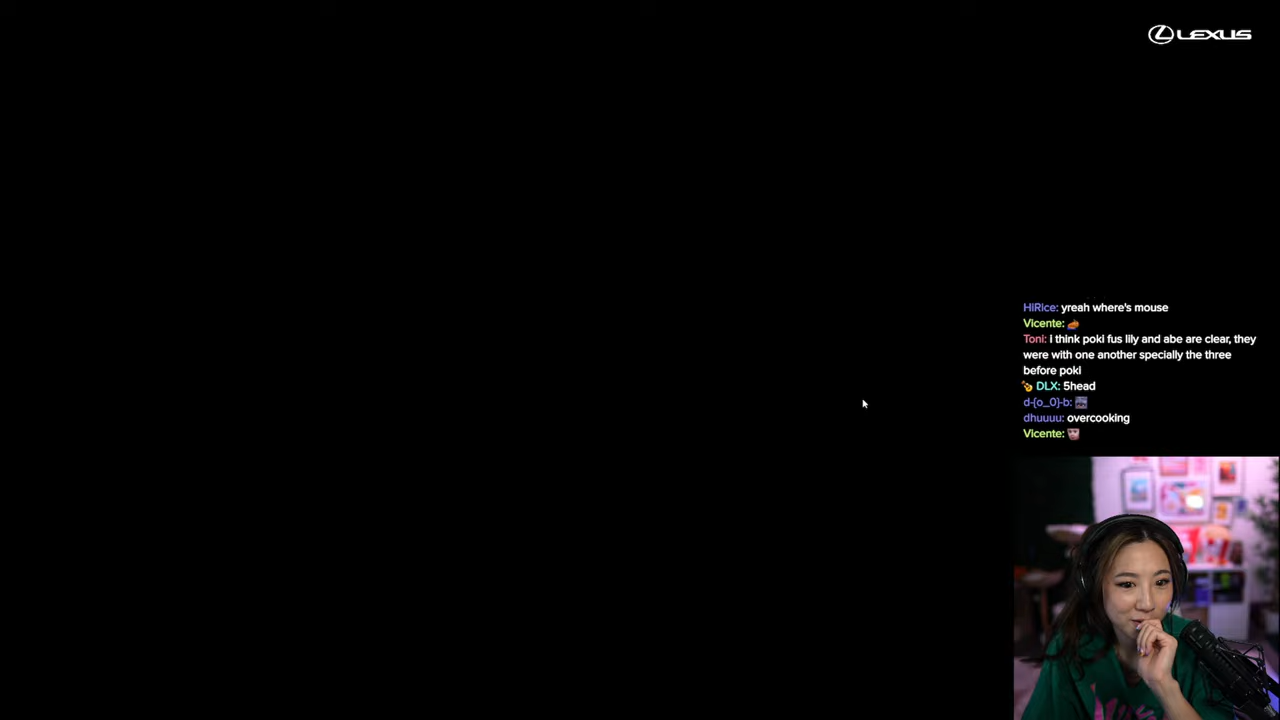 LEXUS
HiRice: yreah where's mouse
Vicente:
Toni: i think poki fus lily and abe are clear, they
were with one another specially the three
before poki
DLX: 5head
d-{o_0}-b:
dhuuuu: overcooking
Vicente: